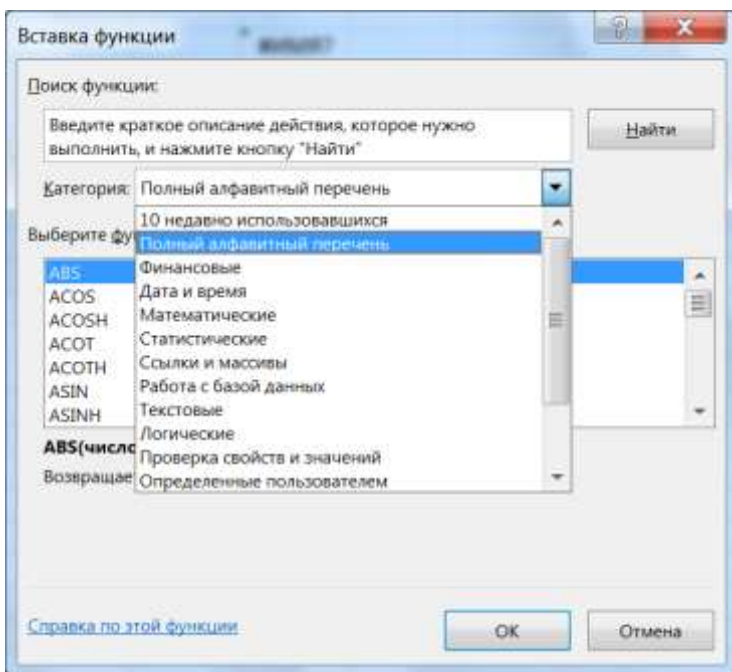 Вставка функции
Поиск функции:
Введите краткое описание действия, которое нужно
выполнить, и нажмите кнопку "Найти"
Найти
Категория: Полный алфавитный перечень
10 недавно использовавшихся
Полный алфавитный перечень
Финансовые
Дата и время
Математические
Статистические
Ссылки и массивы
Работа с базой данных
Текстовые
Логические
Проверка свойств и значений
Определенные пользователем
Выберите фу
ABS
ACOS
ACOSH
ACOT
ACOTH
ASIN
ASINH
ABS(число
Возвращае
Справка по этой функции
ОК
Отмена